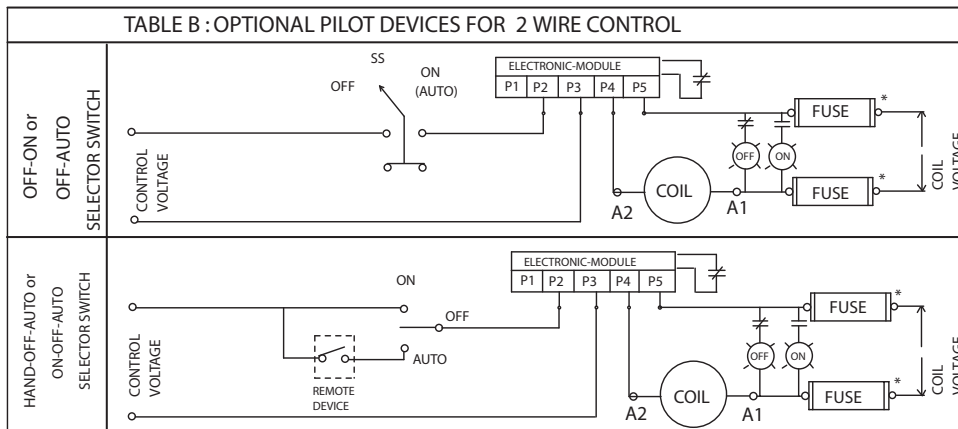 TABLE B : OPTIONAL PILOT DEVICES FOR 2 WIRE CONTROL
OFF-ON or
OFF-AUTO
SELECTOR SWITCH
CONTROL
VOLTAGE
SS
OFF
ON
(AUTO)
ELECTRONIC-MODULE
P1 P2 P3 P4 P5
OFF
ON
FUSE
*
FUSE
*
COIL
A2
A1
COIL
VOLTAGE
HAND-OFF-AUTO or
ON-OFF-AUTO
SELECTOR SWITCH
CONTROL
VOLTAGE
ON
OFF
AUTO
REMOTE
DEVICE
ELECTRONIC-MODULE
P1 P2 P3 P4 P5
OFF
ON
FUSE
*
FUSE
*
COIL
A2
A1
COIL
VOLTAGE